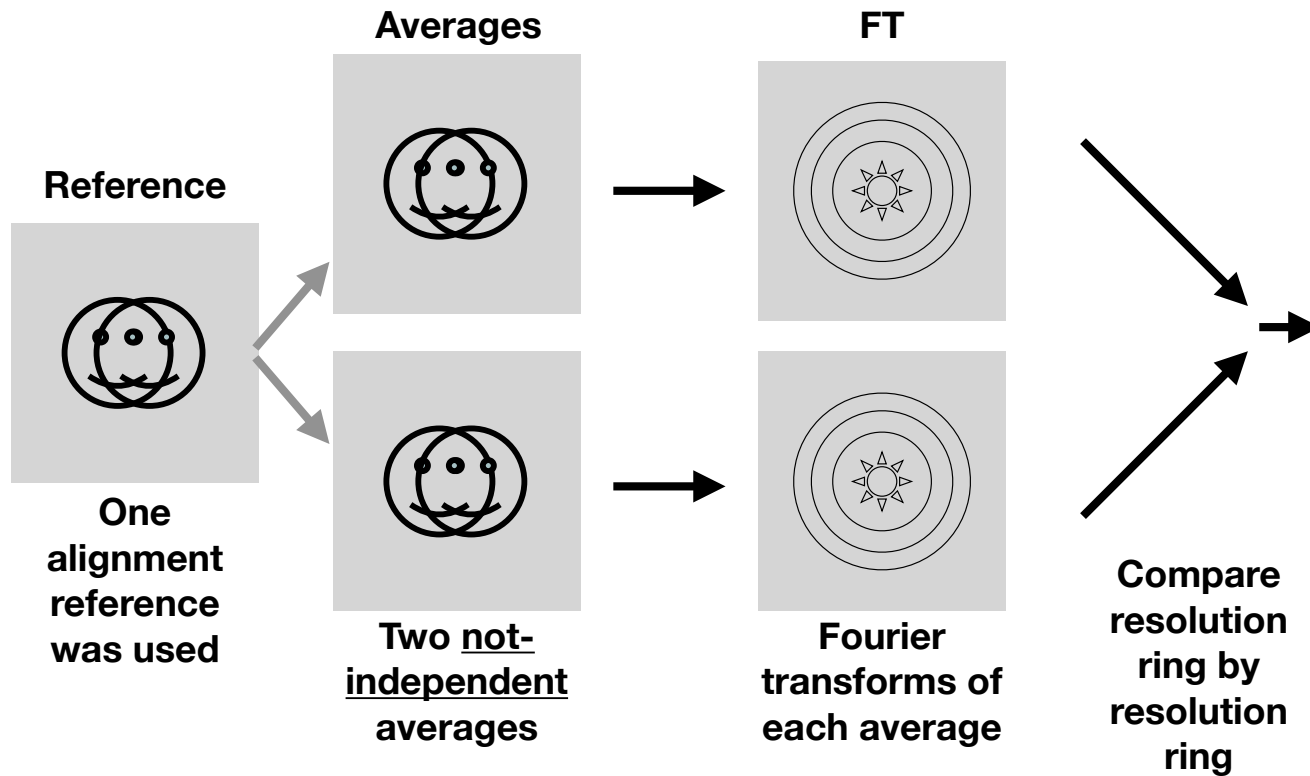 Averages
FT
Reference
One
alignment
reference
was used
Two not-
independent
averages
Fourier
transforms of
each average
Compare
resolution
ring by
resolution
ring